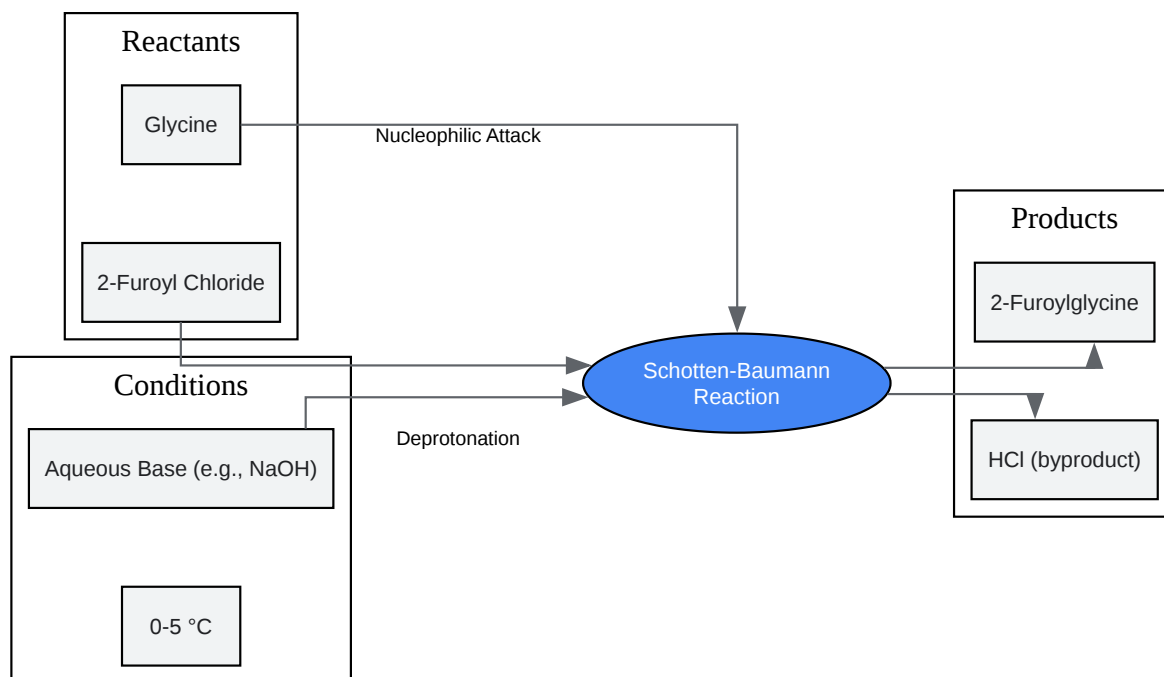 Reactants
Glycine
Nucleophilic Attack
2-Furoyl Chloride
Conditions
Aqueous Base (e.g., NaOH)
Deprotonation
0-5 °C
Schotten-Baumann
Reaction
Products
2-Furoylglycine
HCl (byproduct)